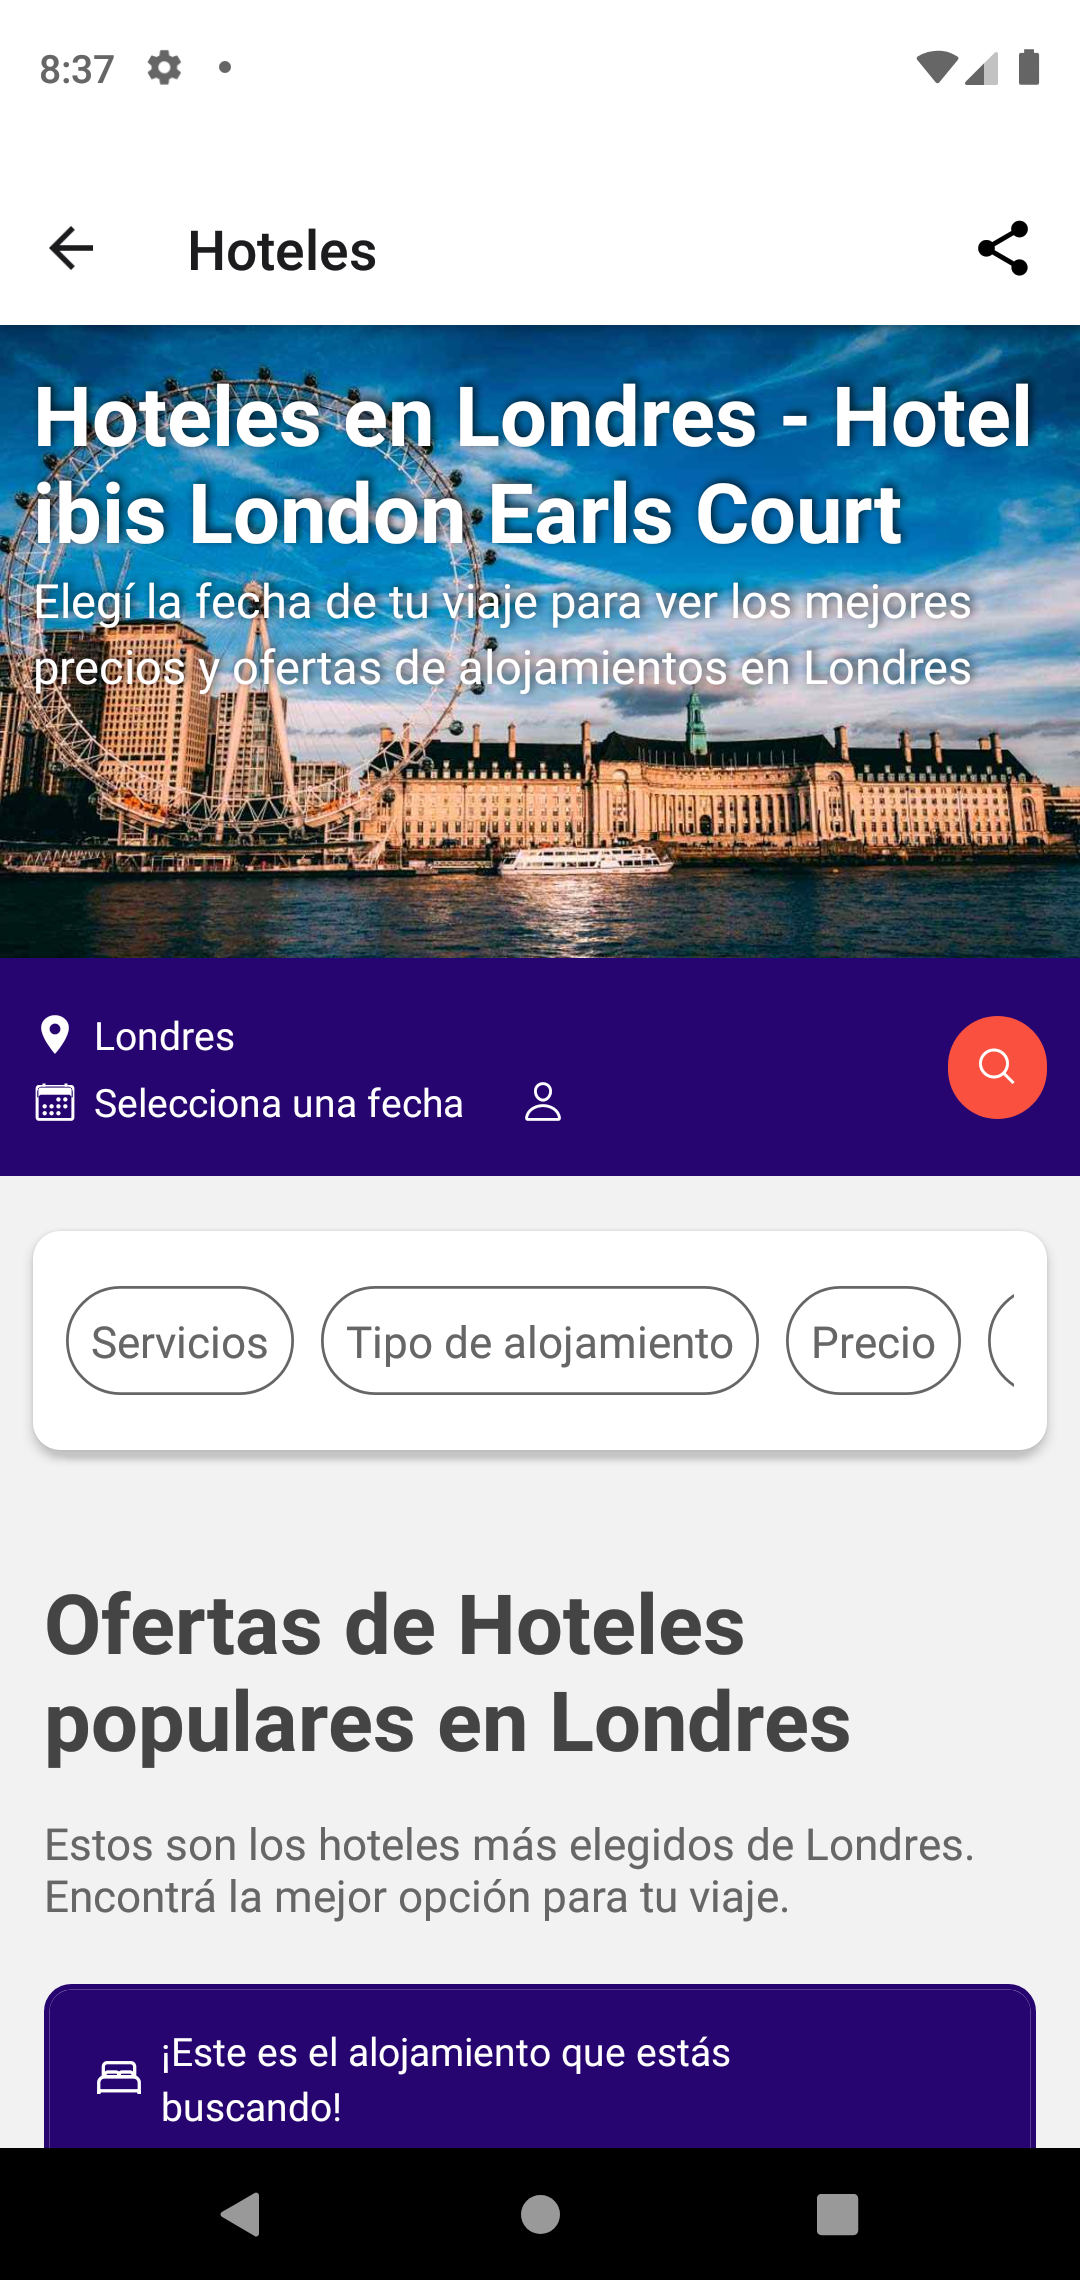 8:37
Hoteles
Hoteles en Londres - Hotel
ibis London Earls Court
Elegí la fecha de tu viaje para ver los mejores
precios y ofertas de alojamientos en Londres
Londres
Selecciona una fecha
Servicios
Tipo de alojamiento
Precio
Ofertas de Hoteles
populares en Londres
Estos son los hoteles más elegidos de Londres.
Encontrá la mejor opción para tu viaje.
¡Este es el alojamiento que estás
buscando!